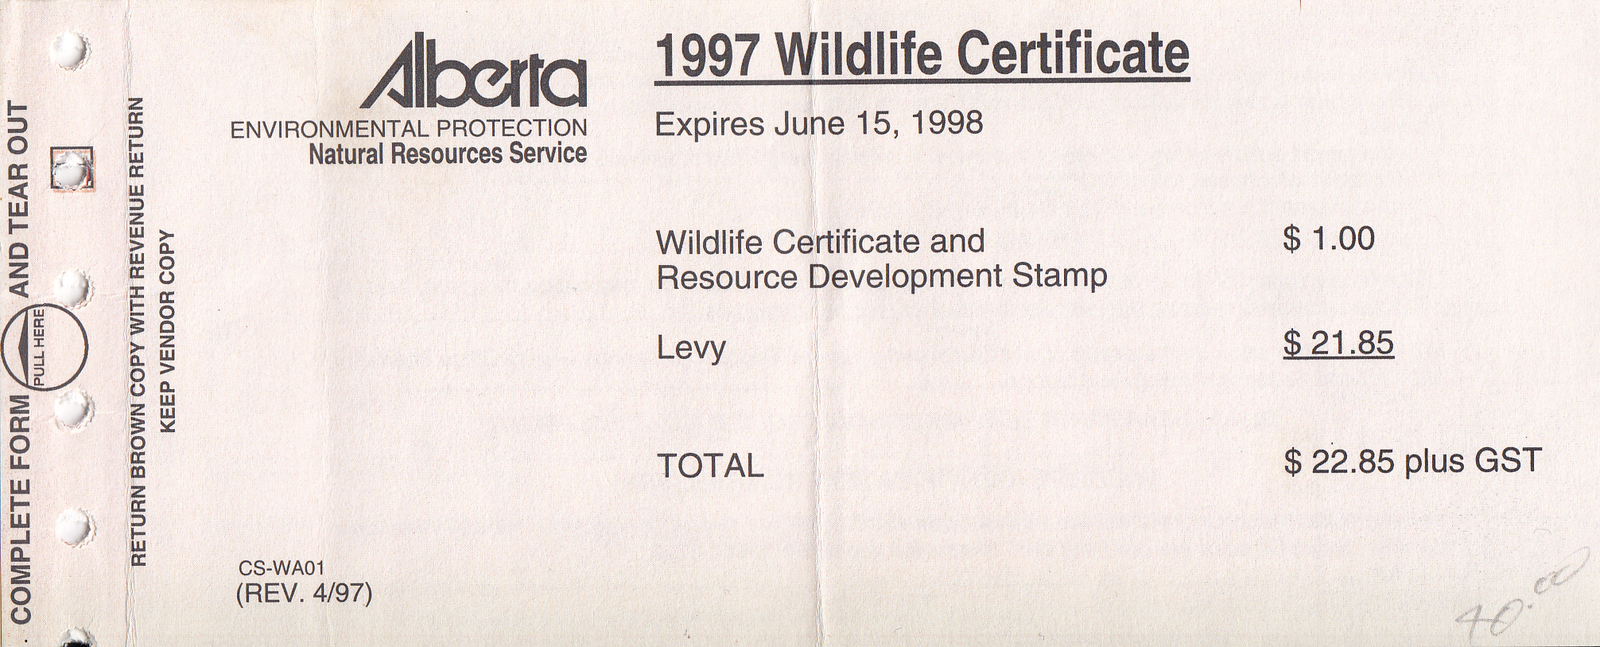 COMPLETE FORM AND TEAR OUT
PULL HERE
RETURN BROWN COPY WITH REVENUE RETURN
KEEP VENDOR COPY
Alberta
ENVIRONMENTAL PROTECTION
Natural Resources Service
1997 Wildlife Certificate
Expires June 15, 1998
Wildlife Certificate and $ 1.00
Resource Development Stamp
Levy $ 21.85
TOTAL $ 22.85 plus GST
CS-WA01
(REV. 4/97)
40.00